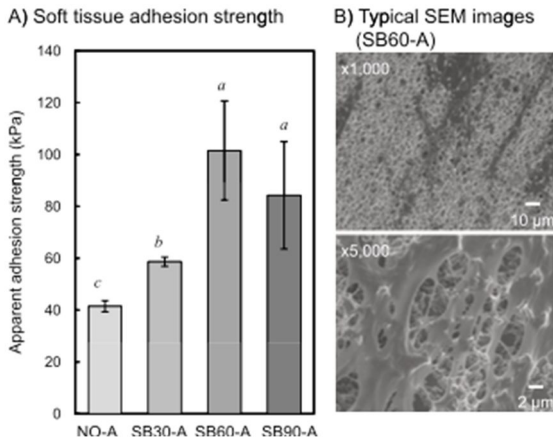 A) Soft tissue adhesion strength
Apparent adhesion strength (kPa)
140
120
100
80
60
40
20
0
c
b
a
a
NO-A SB30-A SB60-A SB90-A
B) Typical SEM images
(SB60-A)
x1,000
10 µm
x5,000
2 µm